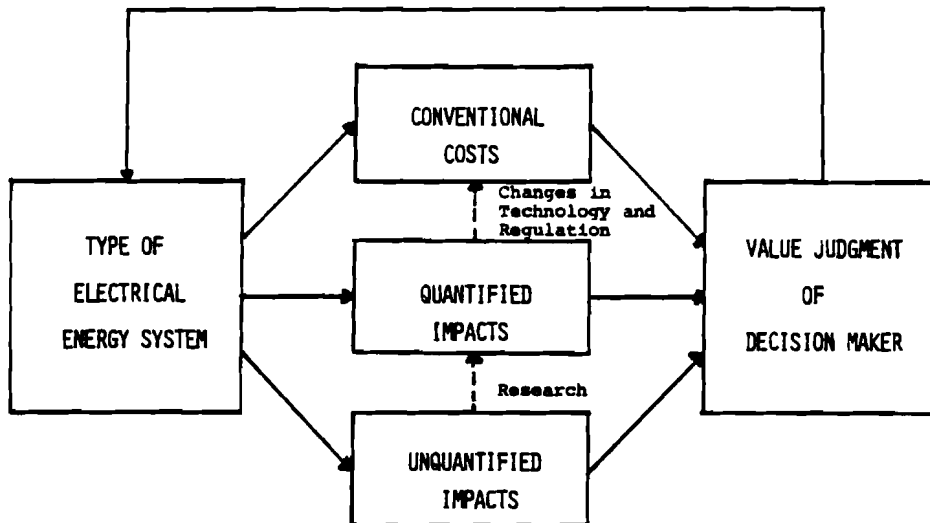 CONVENTIONAL
COSTS
Changes in
Technology and
Regulation
TYPE OF
ELECTRICAL
ENERGY SYSTEM
QUANTIFIED
IMPACTS
VALUE JUDGMENT
OF
DECISION MAKER
Research
UNQUANTIFIED
IMPACTS